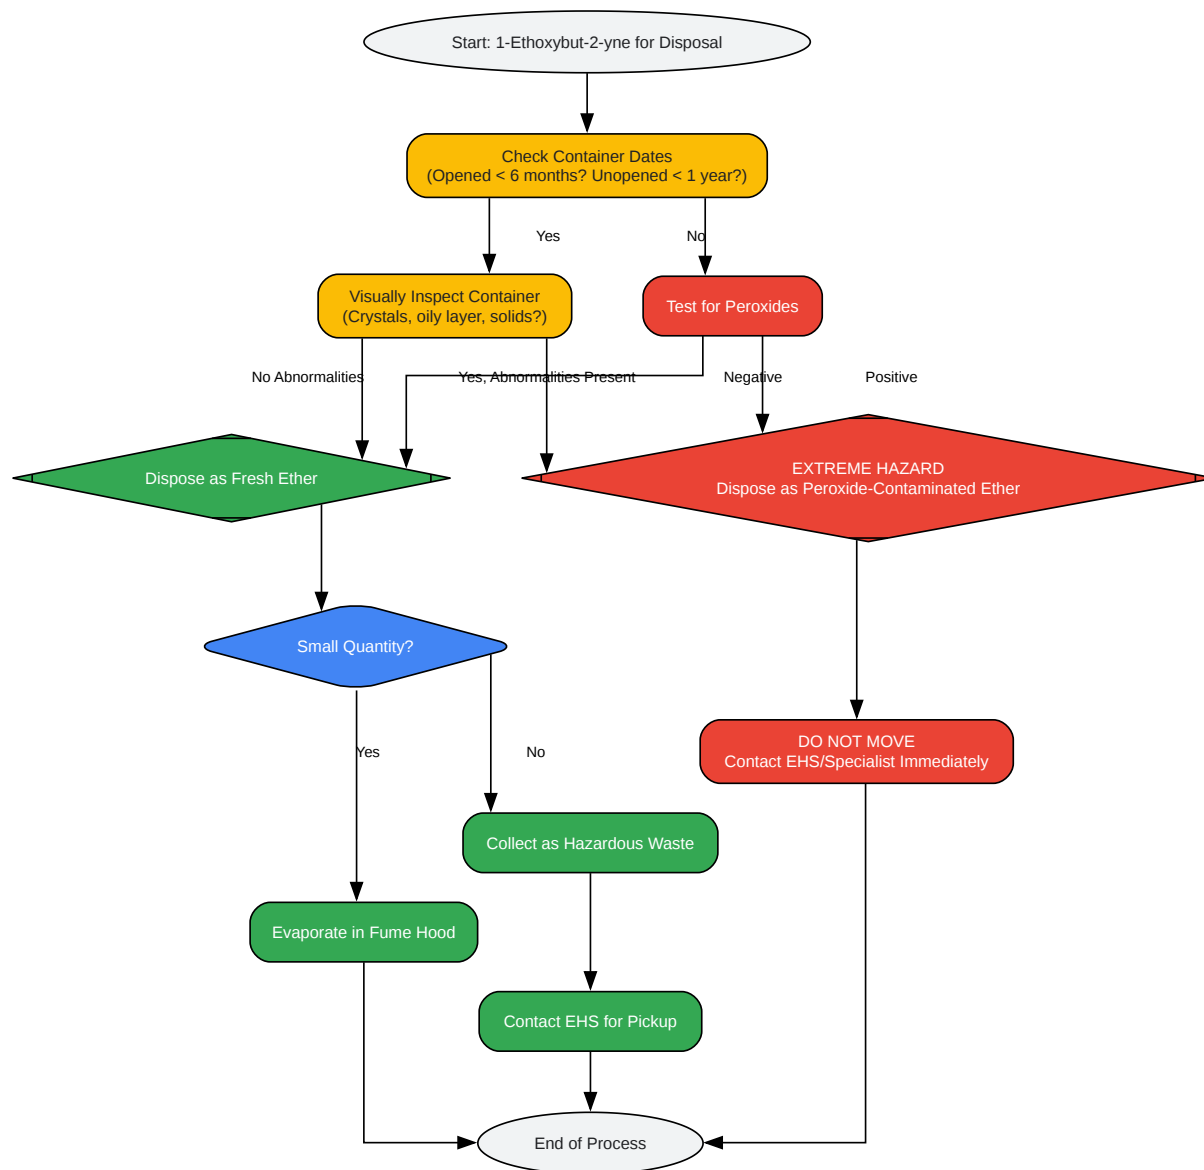 Start: 1-Ethoxybut-2-yne for Disposal
Check Container Dates
(Opened < 6 months? Unopened < 1 year?)
Yes
No
Visually Inspect Container
(Crystals, oily layer, solids?)
Test for Peroxides
No Abnormalities
Yes, Abnormalities Present
Negative
Positive
Dispose as Fresh Ether
EXTREME HAZARD
Dispose as Peroxide-Contaminated Ether
Small Quantity?
Yes
No
DO NOT MOVE
Contact EHS/Specialist Immediately
Collect as Hazardous Waste
Evaporate in Fume Hood
Contact EHS for Pickup
End of Process